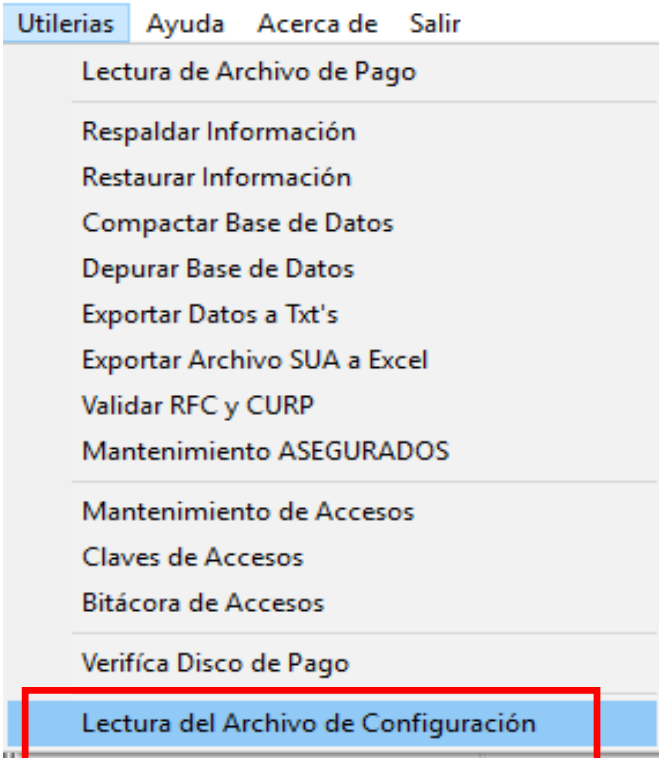 Utilerias Ayuda Acerca de Salir
Lectura de Archivo de Pago
Respaldar Información
Restaurar Información
Compactar Base de Datos
Depurar Base de Datos
Exportar Datos a Txt's
Exportar Archivo SUA a Excel
Validar RFC y CURP
Mantenimiento ASEGURADOS
Mantenimiento de Accesos
Claves de Accesos
Bitácora de Accesos
Verifíca Disco de Pago
Lectura del Archivo de Configuración